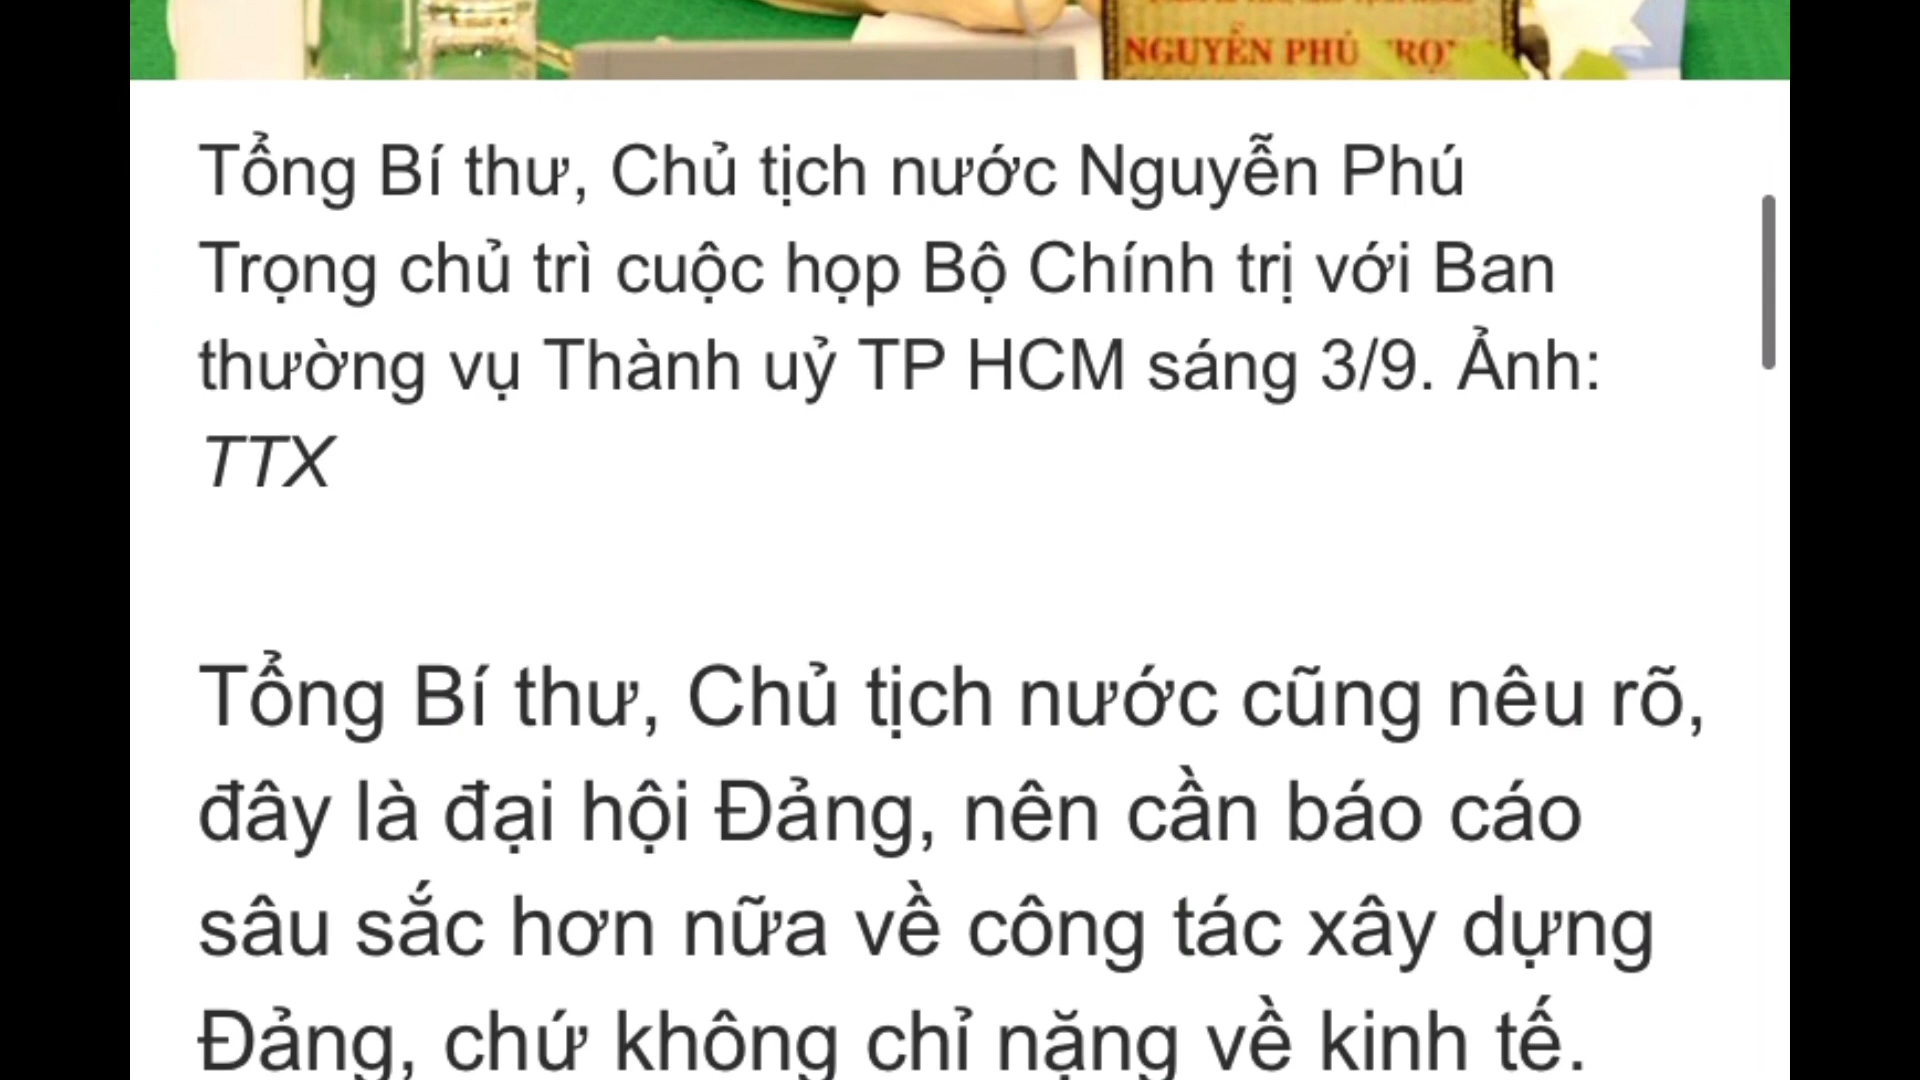 NGUYỄN PHÚ
Tổng Bí thư, Chủ tịch nước Nguyễn Phú
Trọng chủ trì cuộc họp Bộ Chính trị với Ban
thường vụ Thành uỷ TP HCM sáng 3/9. Ảnh:
TTX
Tổng Bí thư, Chủ tịch nước cũng nêu rõ,
đây là đại hội Đảng, nên cần báo cáo
sâu sắc hơn nữa về công tác xây dựng
Đảng, chứ không chỉ nặng về kinh tế.